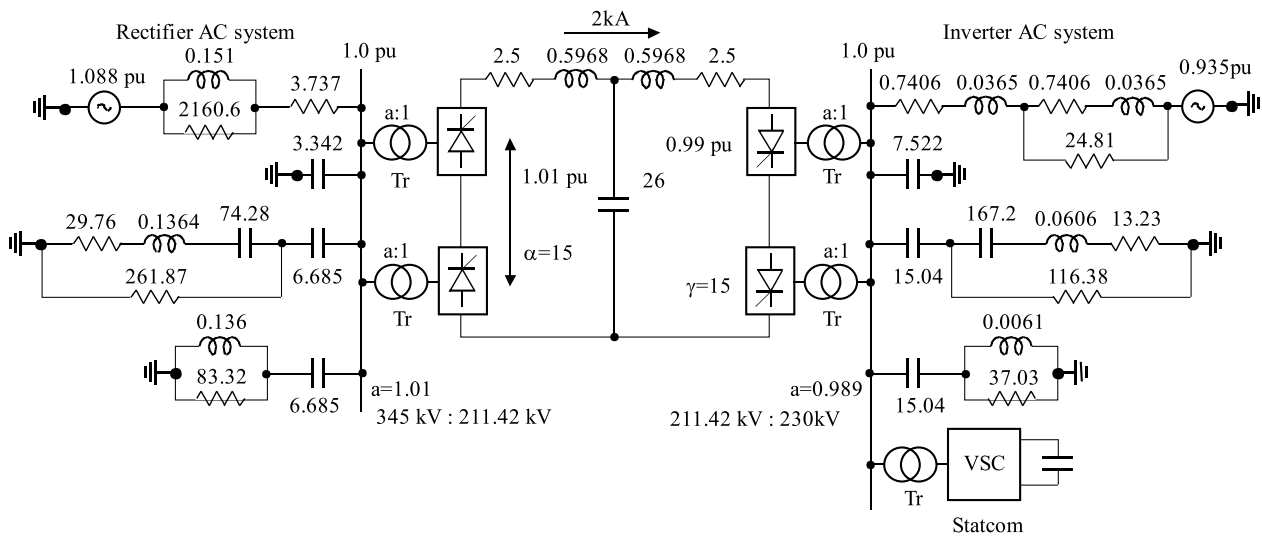 Rectifier AC system
2kA
Inverter AC system
0.151
1.0 pu
2.5
0.5968
0.5968
2.5
1.0 pu
1.088 pu
3.737
0.7406
0.0365
0.7406
0.0365
0.935pu
2160.6
a:1
a:1
24.81
3.342
Tr
1.01 pu
0.99 pu
Tr
7.522
26
29.76
0.1364
74.28
167.2
0.0606
13.23
261.87
6.685
a:1
α=15
γ=15
a:1
15.04
116.38
Tr
Tr
0.136
0.0061
83.32
6.685
a=1.01
a=0.989
15.04
37.03
345 kV : 211.42 kV
211.42 kV : 230kV
VSC
Tr
Statcom